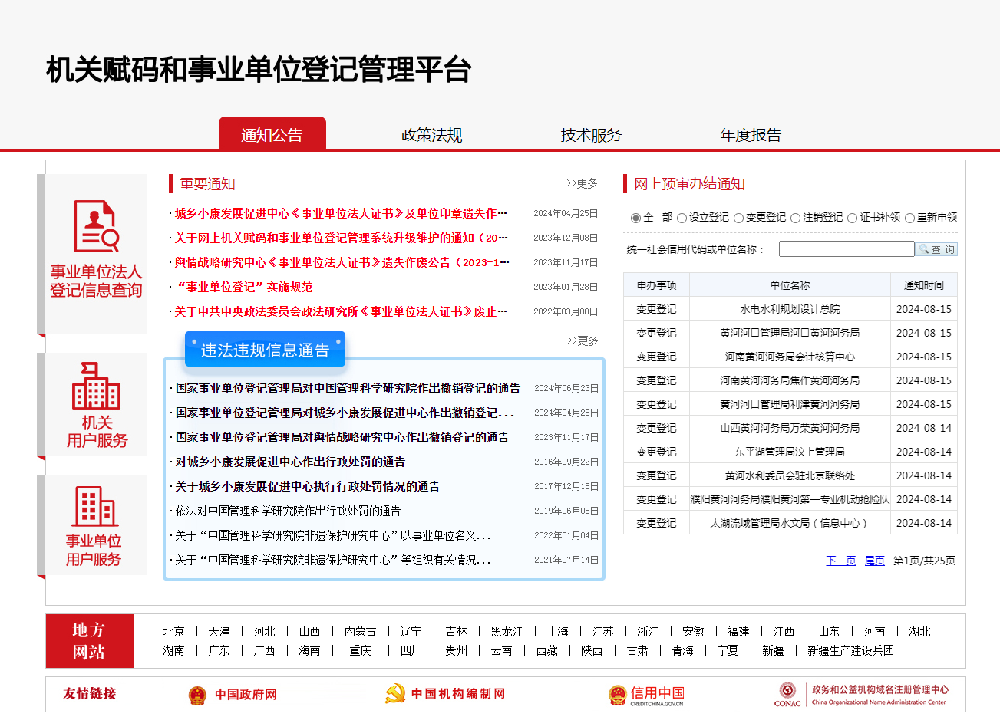 机关赋码和事业单位登记管理平台
通知公告 政策法规 技术服务 年度报告
事业单位法人
登记信息查询
机关
用户服务
事业单位
用户服务
重要通知 >>更多
·城乡小康发展促进中心《事业单位法人证书》及单位印章遗失作··· 2024年04月25日
·关于网上机关赋码和事业单位登记管理系统升级维护的通知（20··· 2023年12月08日
·舆情战略研究中心《事业单位法人证书》遗失作废公告（2023-1··· 2023年11月17日
·“事业单位登记”实施规范 2023年01月28日
·关于中共中央政法委员会政法研究所《事业单位法人证书》废止··· 2022年03月08日
违法违规信息通告 >>更多
·国家事业单位登记管理局对中国管理科学研究院作出撤销登记的通告 2024年06月23日
·国家事业单位登记管理局对城乡小康发展促进中心作出撤销登记... 2024年04月25日
·国家事业单位登记管理局对舆情战略研究中心作出撤销登记的通告 2023年11月17日
·对城乡小康发展促进中心作出行政处罚的通告 2016年09月22日
·关于城乡小康发展促进中心执行行政处罚情况的通告 2017年12月15日
·依法对中国管理科学研究院作出行政处罚的通告 2019年06月05日
·关于“中国管理科学研究院非遗保护研究中心”以事业单位名义... 2022年01月04日
·关于“中国管理科学研究院非遗保护研究中心”等组织有关情况... 2021年07月14日
网上预审办结通知
全 部 设立登记 变更登记 注销登记 证书补领 重新申领
统一社会信用代码或单位名称： 查 询
申办事项 单位名称 通知时间
变更登记 水电水利规划设计总院 2024-08-15
变更登记 黄河河口管理局河口黄河河务局 2024-08-15
变更登记 河南黄河河务局会计核算中心 2024-08-15
变更登记 河南黄河河务局焦作黄河河务局 2024-08-15
变更登记 黄河河口管理局利津黄河河务局 2024-08-15
变更登记 山西黄河河务局万荣黄河河务局 2024-08-14
变更登记 东平湖管理局汶上管理局 2024-08-14
变更登记 黄河水利委员会驻北京联络处 2024-08-14
变更登记 濮阳黄河河务局濮阳黄河第一专业机动抢险队 2024-08-14
变更登记 太湖流域管理局水文局（信息中心） 2024-08-14
下一页 尾页 第1页/共25页
地方
网站
北京 | 天津 | 河北 | 山西 | 内蒙古 | 辽宁 | 吉林 | 黑龙江 | 上海 | 江苏 | 浙江 | 安徽 | 福建 | 江西 | 山东 | 河南 | 湖北
湖南 | 广东 | 广西 | 海南 | 重庆 | 四川 | 贵州 | 云南 | 西藏 | 陕西 | 甘肃 | 青海 | 宁夏 | 新疆 | 新疆生产建设兵团
友情链接 中国政府网 中国机构编制网
信用中国
CREDITCHINA.GOV.CN
CONAC
政务和公益机构域名注册管理中心
China Organizational Name Administration Center